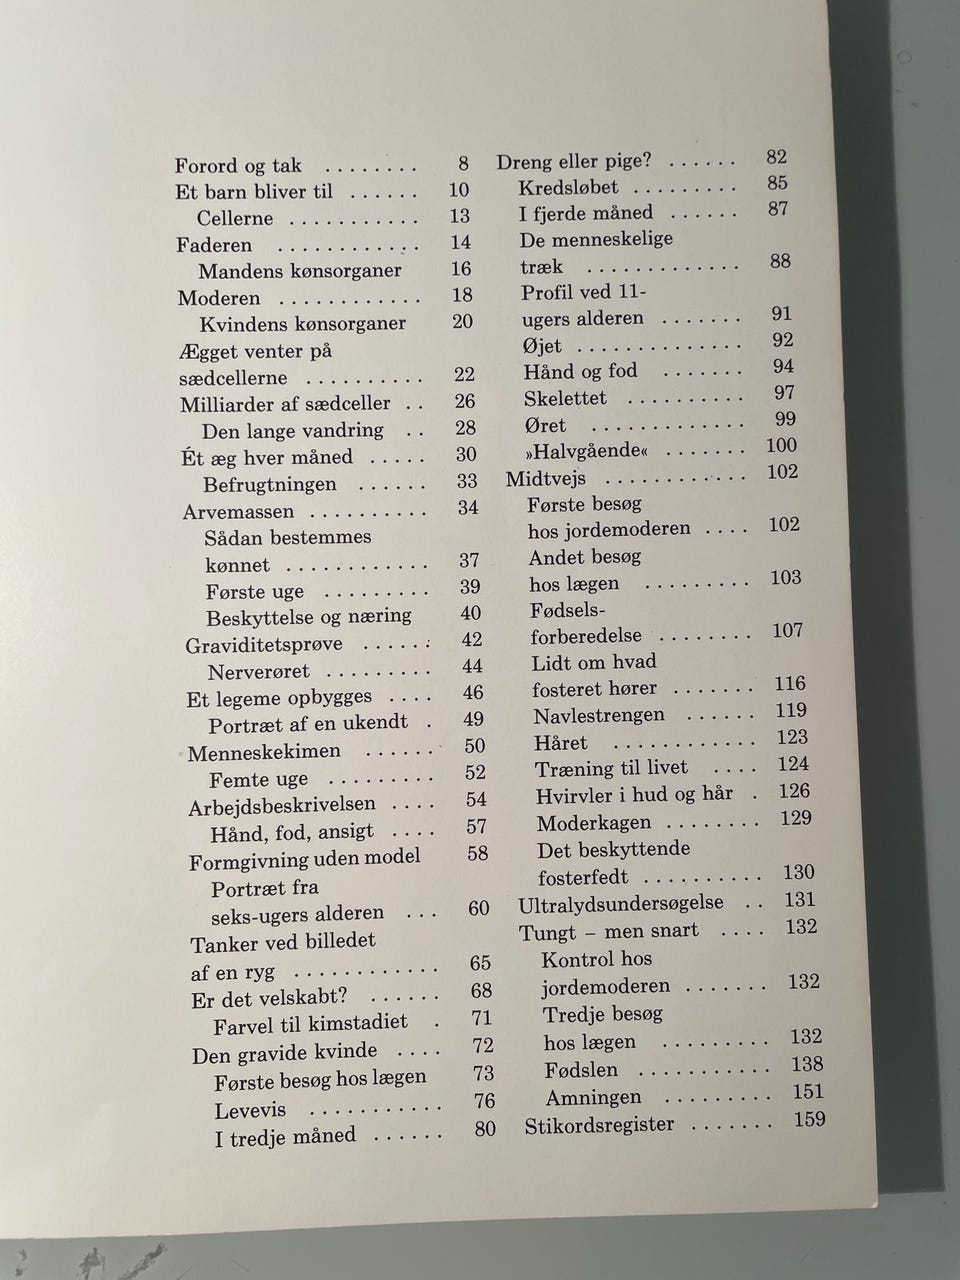 Forord og tak ........ 8
Et barn bliver til ...... 10
Cellerne ........... 13
Faderen ............ 14
Mandens kønsorganer 16
Moderen ............ 18
Kvindens kønsorganer 20
Ægget venter på
sædcellerne .......... 22
Milliarder af sædceller .. 26
Den lange vandring .. 28
Ét æg hver måned ..... 30
Befrugtningen ...... 33
Arvemassen .......... 34
Sådan bestemmes
kønnet ............ 37
Første uge ......... 39
Beskyttelse og næring 40
Graviditetsprøve ...... 42
Nerverøret ......... 44
Et legeme opbygges .... 46
Portræt af en ukendt . 49
Menneskekimen ...... 50
Femte uge ......... 52
Arbejdsbeskrivelsen .... 54
Hånd, fod, ansigt .... 57
Formgivning uden model 58
Portræt fra
seks-ugers alderen ... 60
Tanker ved billedet
af en ryg ............ 65
Er det velskabt? ...... 68
Farvel til kimstadiet . 71
Den gravide kvinde .... 72
Første besøg hos lægen 73
Levevis ........... 76
I tredje måned ...... 80
Dreng eller pige? ...... 82
Kredsløbet ......... 85
I fjerde måned ...... 87
De menneskelige
træk ............. 88
Profil ved 11-
ugers alderen ....... 91
Øjet .............. 92
Hånd og fod ....... 94
Skelettet .......... 97
Øret ............. 99
»Halvgående« ....... 100
Midtvejs ............ 102
Første besøg
hos jordemoderen .... 102
Andet besøg
hos lægen ......... 103
Fødsels-
forberedelse ........ 107
Lidt om hvad
fosteret hører ....... 116
Navlestrengen ...... 119
Håret ............ 123
Træning til livet .... 124
Hvirvler i hud og hår . 126
Moderkagen ........ 129
Det beskyttende
fosterfedt .......... 130
Ultralydsundersøgelse .. 131
Tungt – men snart .... 132
Kontrol hos
jordemoderen ....... 132
Tredje besøg
hos lægen ......... 132
Fødslen ........... 138
Amningen ......... 151
Stikordsregister ....... 159